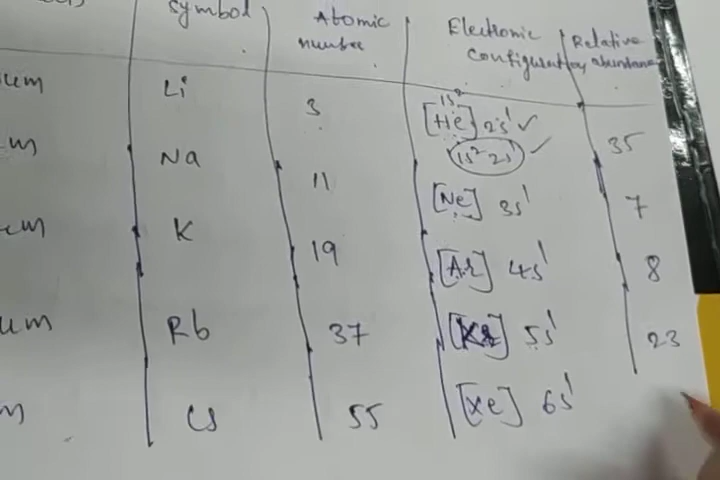 Symbol Atomic number Electronic Configuration Relative abundance
Li 3 [He] 2s¹ ✓ 35
1s²
1s² 2s¹ ✓
Na 11 [Ne] 3s¹ 7
K 19 [Ar] 4s¹ 8
um Rb 37 [Kr] 5s¹ 23
m Cs 55 [Xe] 6s¹